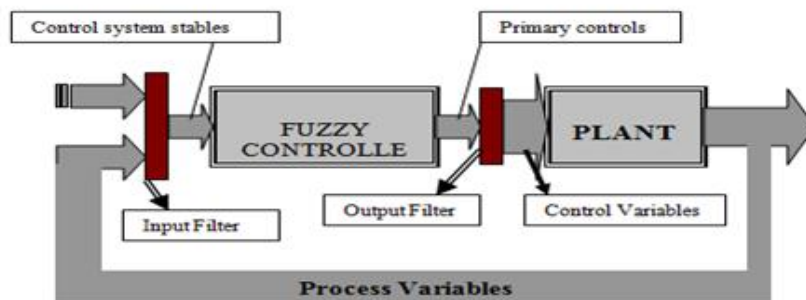 Control system stables
Primary controls
FUZZY
CONTROLLE
PLANT
Input Filter
Output Filter
Control Variables
Process Variables